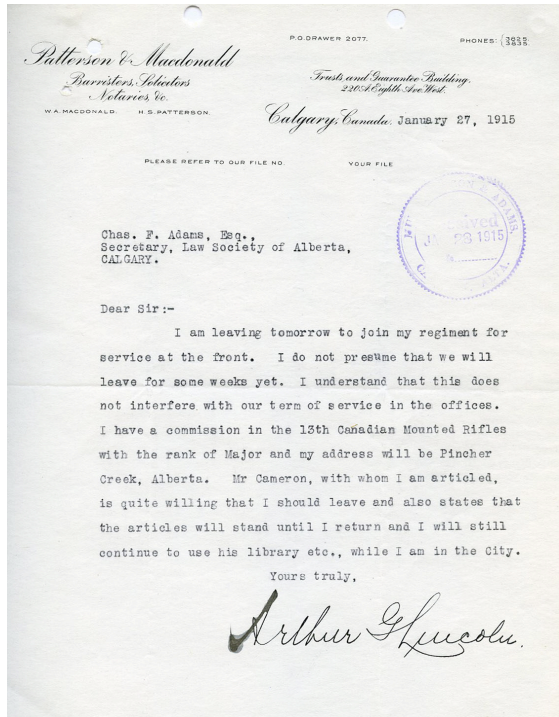 P.O. DRAWER 2077.
PHONES: 3625. 3835.
Patterson & Macdonald
Barristers, Solicitors
Notaries, &c.
W.A. MACDONALD. H.S. PATTERSON.
Trusts and Guarantee Building.
220A Eighth Ave. West.
Calgary, Canada. January 27, 1915
PLEASE REFER TO OUR FILE NO. YOUR FILE
ADAMS,
28 1915
Chas. F. Adams, Esq.,
Secretary, Law Society of Alberta,
CALGARY.
Dear Sir:-
I am leaving tomorrow to join my regiment for
service at the front. I do not presume that we will
leave for some weeks yet. I understand that this does
not interfere with our term of service in the offices.
I have a commission in the 13th Canadian Mounted Rifles
with the rank of Major and my address will be Pincher
Creek, Alberta. Mr Cameron, with whom I am articled,
is quite willing that I should leave and also states that
the articles will stand until I return and I will still
continue to use his library etc., while I am in the City.
Yours truly,
Arthur G Lincoln.